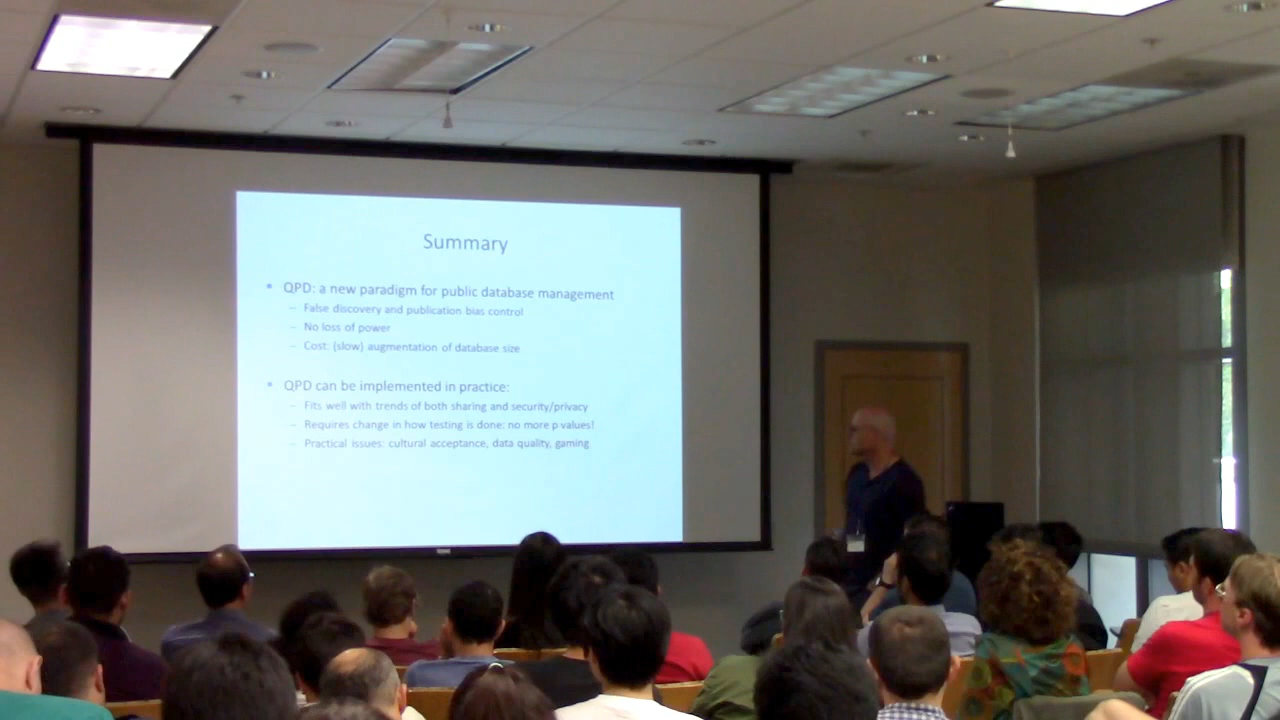 Summary
QPD: a new paradigm for public database management
– False discovery and publication bias control
– No loss of power
– Cost: (slow) augmentation of database size
QPD can be implemented in practice:
– Fits well with trends of both sharing and security/privacy
– Requires change in how testing is done: no more p values!
– Practical issues: cultural acceptance, data quality, gaming